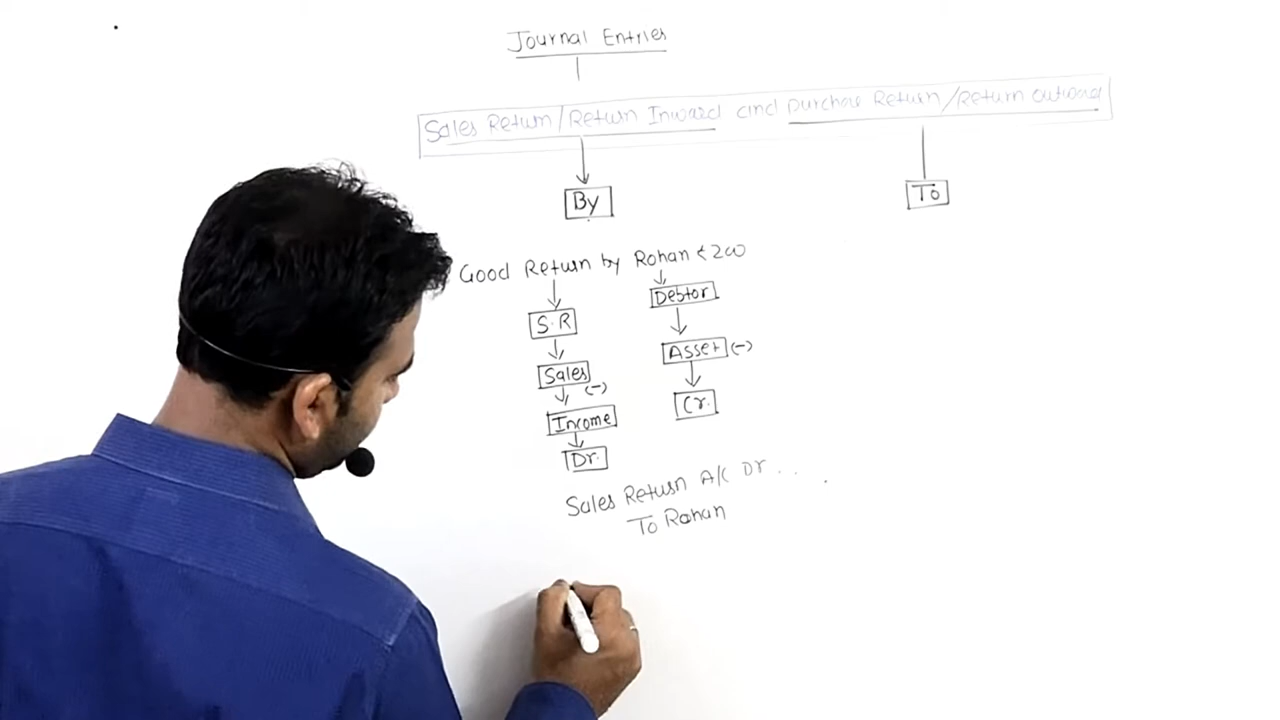 Journal Entries
Sales Return/Return Inward and Purchase Return/Return Outward
By
To
Good Return by Rohan ₹ 200
S.R
Debtor
Sales
(-)
Asset (-)
Income
Cr.
Dr.
Sales Return A/C Dr . .
To Rohan